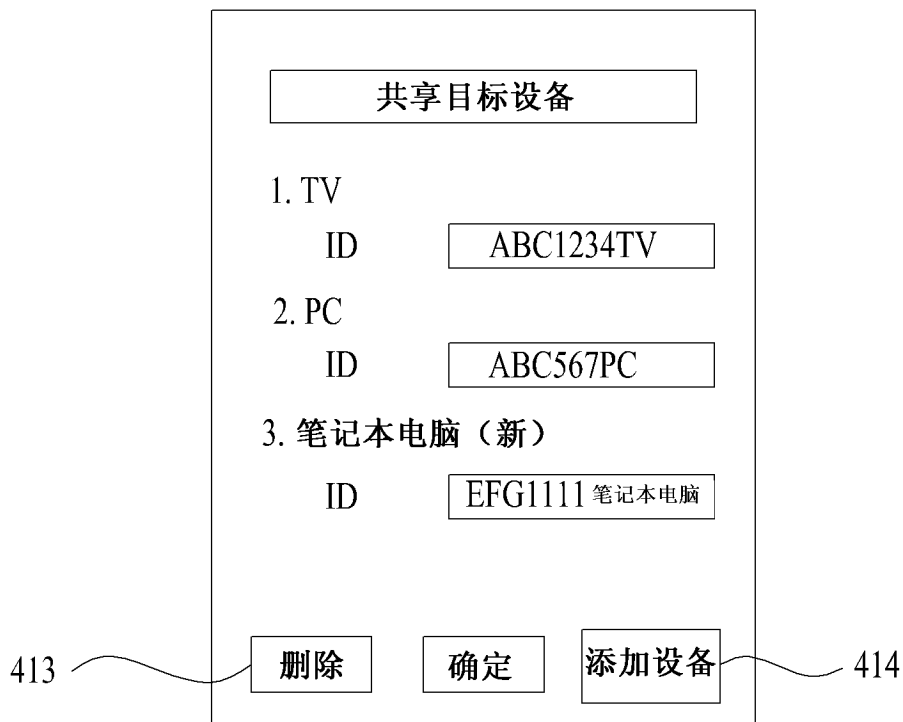 共享目标设备
1. TV
ID ABC1234TV
2. PC
ID ABC567PC
3. 笔记本电脑（新）
ID EFG1111 笔记本电脑
413 删除 确定 添加设备 414